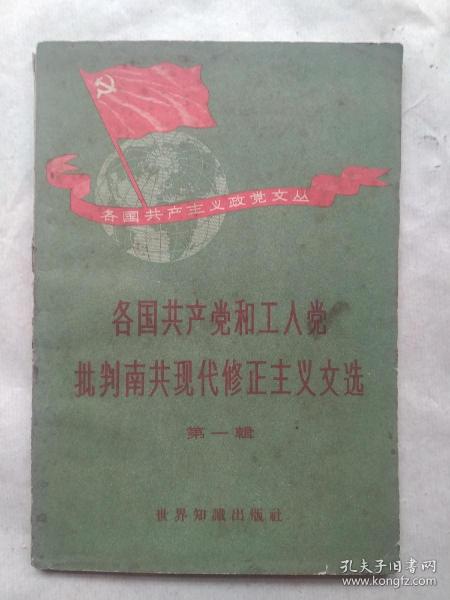 各国共产主义政党文丛
各国共产党和工人党
批判南共现代修正主义文选
第一輯
世界知識出版社
孔夫子旧书网
www.kongfz.com